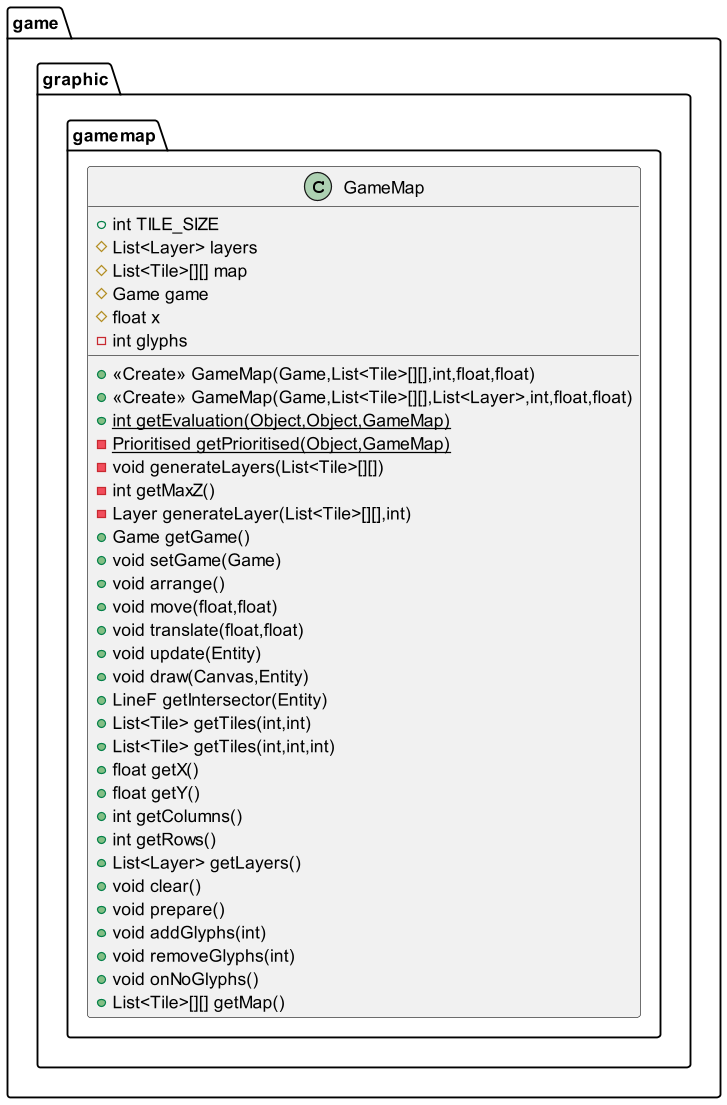 game
graphic
gamemap
C GameMap
int TILE_SIZE
List<Layer> layers
List<Tile>[][] map
Game game
float x
int glyphs
«Create» GameMap(Game,List<Tile>[][],int,float,float)
«Create» GameMap(Game,List<Tile>[][],List<Layer>,int,float,float)
int getEvaluation(Object,Object,GameMap)
Prioritised getPrioritised(Object,GameMap)
void generateLayers(List<Tile>[][])
int getMaxZ()
Layer generateLayer(List<Tile>[][],int)
Game getGame()
void setGame(Game)
void arrange()
void move(float,float)
void translate(float,float)
void update(Entity)
void draw(Canvas,Entity)
LineF getIntersector(Entity)
List<Tile> getTiles(int,int)
List<Tile> getTiles(int,int,int)
float getX()
float getY()
int getColumns()
int getRows()
List<Layer> getLayers()
void clear()
void prepare()
void addGlyphs(int)
void removeGlyphs(int)
void onNoGlyphs()
List<Tile>[][] getMap()